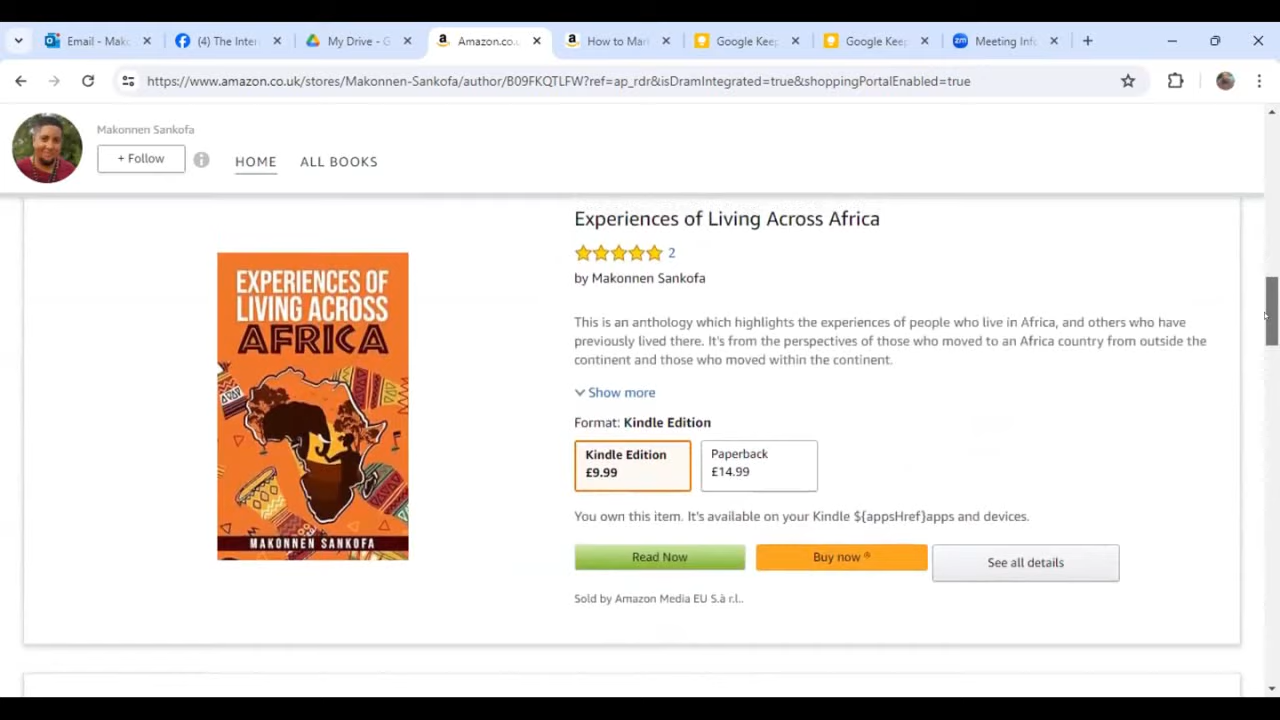 Email - Mako
(4) The Inter
My Drive - G
Amazon.co.u
How to Mar
Google Keep
Google Keep
Meeting Info
https://www.amazon.co.uk/stores/Makonnen-Sankofa/author/B09FKQTLFW?ref=ap_rdr&isDramIntegrated=true&shoppingPortalEnabled=true
Makonnen Sankofa
+ Follow
HOME
ALL BOOKS
Experiences of Living Across Africa
2
by Makonnen Sankofa
EXPERIENCES OF
LIVING ACROSS
AFRICA
MAKONNEN SANKOFA
This is an anthology which highlights the experiences of people who live in Africa, and others who have
previously lived there. It's from the perspectives of those who moved to an Africa country from outside the
continent and those who moved within the continent.
Show more
Format: Kindle Edition
Kindle Edition
£9.99
Paperback
£14.99
You own this item. It's available on your Kindle ${appsHref}apps and devices.
Read Now
Buy now
See all details
Sold by Amazon Media EU S.à r.l..